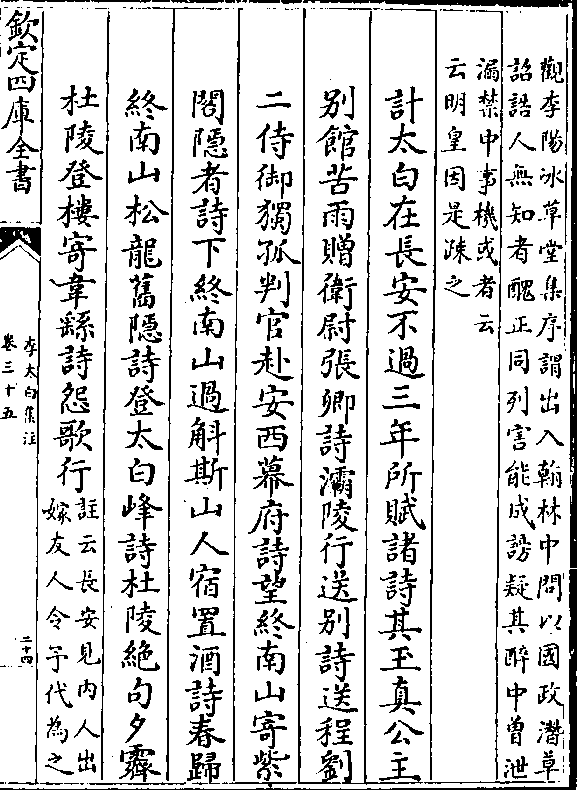 觀李陽冰草堂集序謂出入翰林中問以國政潛草
詔誥人無知者醜正同列害能成謗疑其醉中曾泄
漏禁中事機或者云
云明皇因是疎之
計太白在長安不過三年所賦諸詩其玉真公主
別館苦雨贈衛尉張卿詩灞陵行送別詩送程劉
二侍御獨孤判官赴安西幕府詩望終南山寄紫
閣隱者詩下終南山過斛斯山人宿置酒詩春歸
終南山松龍舊隱詩登太白峰詩杜陵絶句夕霽
杜陵登樓寄韋繇詩怨歌行
註云長安見内人出
嫁友人令予代為之
欽定四庫全書
李太白集注
卷三十五
二十四